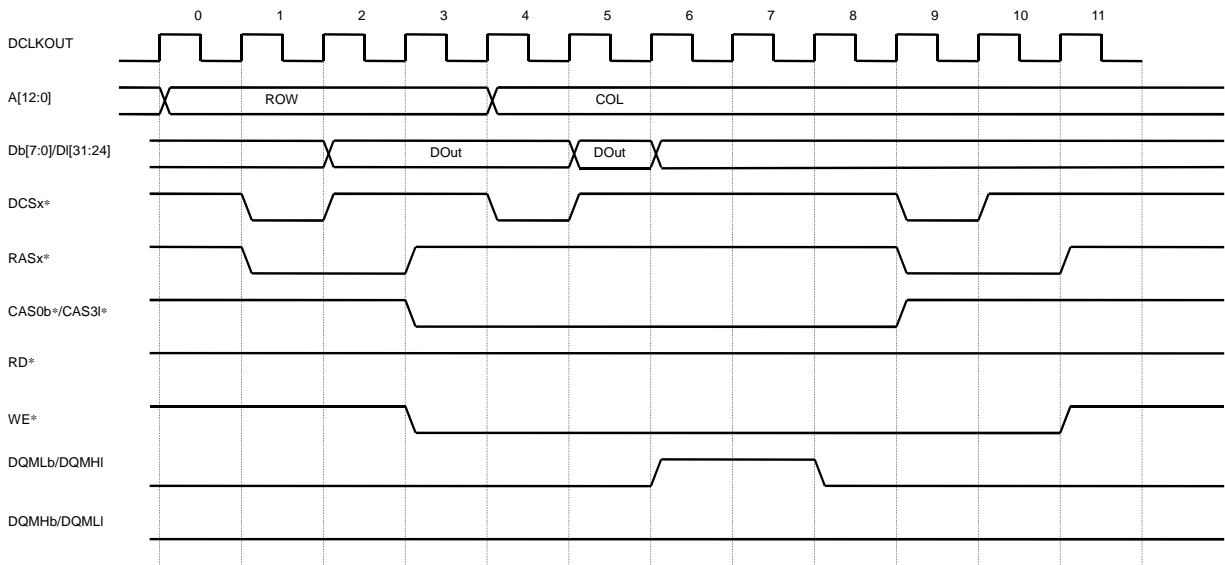 0 1 2 3 4 5 6 7 8 9 10 11
DCLKOUT
A[12:0] ROW COL
Db[7:0]/Dl[31:24] DOut DOut
DCSx*
RASx*
CAS0b*/CAS3l*
RD*
WE*
DQMLb/DQMHl
DQMHb/DQMLl